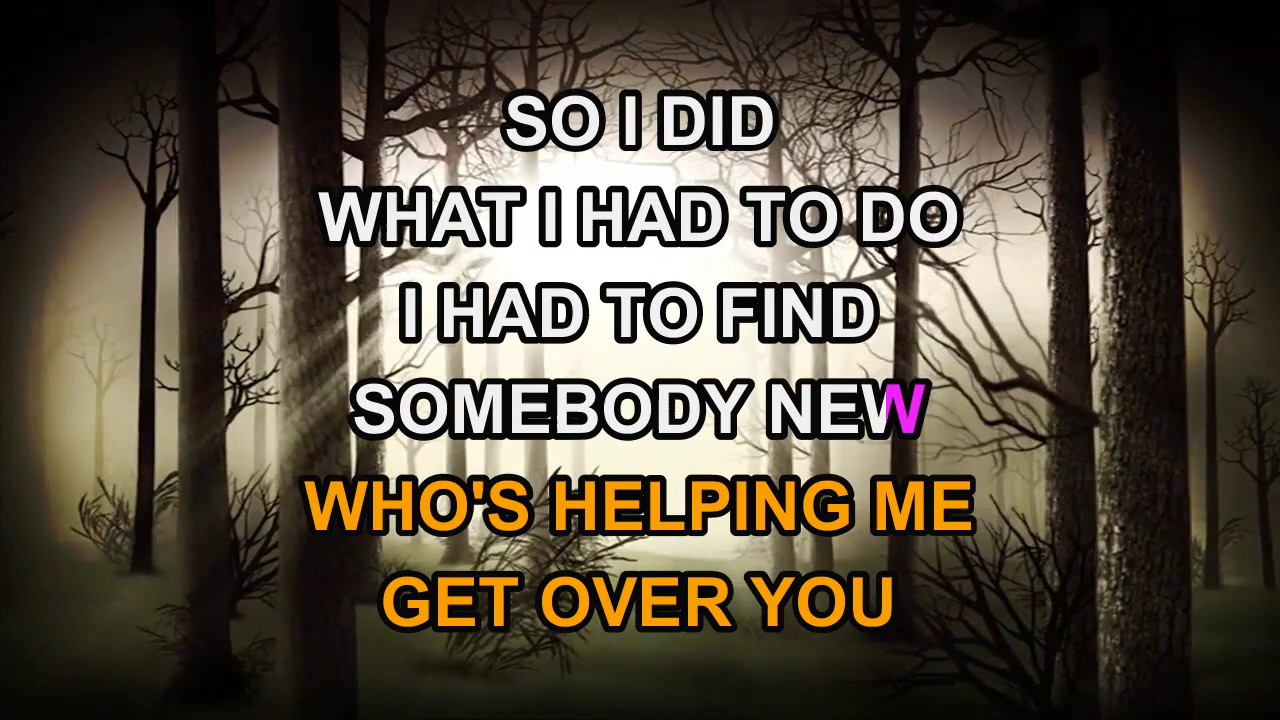 SO I DID
WHAT I HAD TO DO
I HAD TO FIND
SOMEBODY NEW
WHO'S HELPING ME
GET OVER YOU